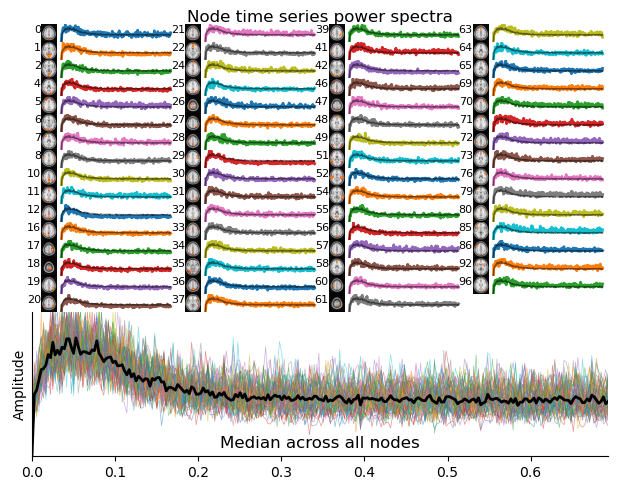 Node time series power spectra
0 21 39 63
1 22 41 64
2 24 42 65
4 25 46 69
5 26 47 70
6 27 48 71
7 28 49 72
8 29 51 73
10 30 52 76
11 31 54 79
12 32 55 80
16 33 56 85
17 34 57 86
18 35 58 92
19 36 60 96
20 37 61
Amplitude
Median across all nodes
0.0 0.1 0.2 0.3 0.4 0.5 0.6